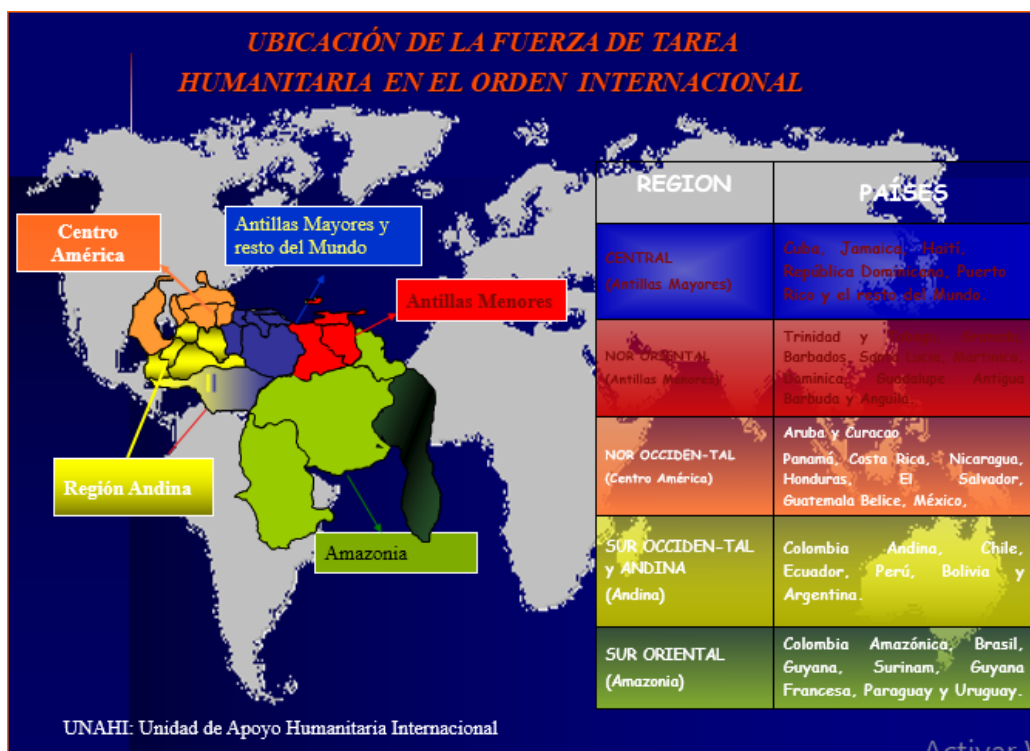 UBICACIÓN DE LA FUERZA DE TAREA
HUMANITARIA EN EL ORDEN INTERNACIONAL
Centro
América
Antillas Mayores y
resto del Mundo
Antillas Menores
Región Andina
Amazonia
REGION
PAÍSES
CENTRAL
(Antillas Mayores)
Cuba, Jamaica, Haití,
República Dominicana, Puerto
Rico y el resto del Mundo.
NOR ORIENTAL
(Antillas Menores)
Trinidad y
Barbados, Santa Lucía, Martinica,
Dominica, Guadalupe Antigua
Barbuda y Anguila.
NOR OCCIDEN-TAL
(Centro América)
Aruba y Curacao
Panamá, Costa Rica, Nicaragua,
Honduras, El Salvador,
Guatemala Belice, México,
SUR OCCIDEN-TAL
y ANDINA
(Andina)
Colombia Andina, Chile,
Ecuador, Perú, Bolivia y
Argentina.
SUR ORIENTAL
(Amazonia)
Colombia Amazónica, Brasil,
Guyana, Surinam, Guyana
Francesa, Paraguay y Uruguay.
UNAHI: Unidad de Apoyo Humanitaria Internacional